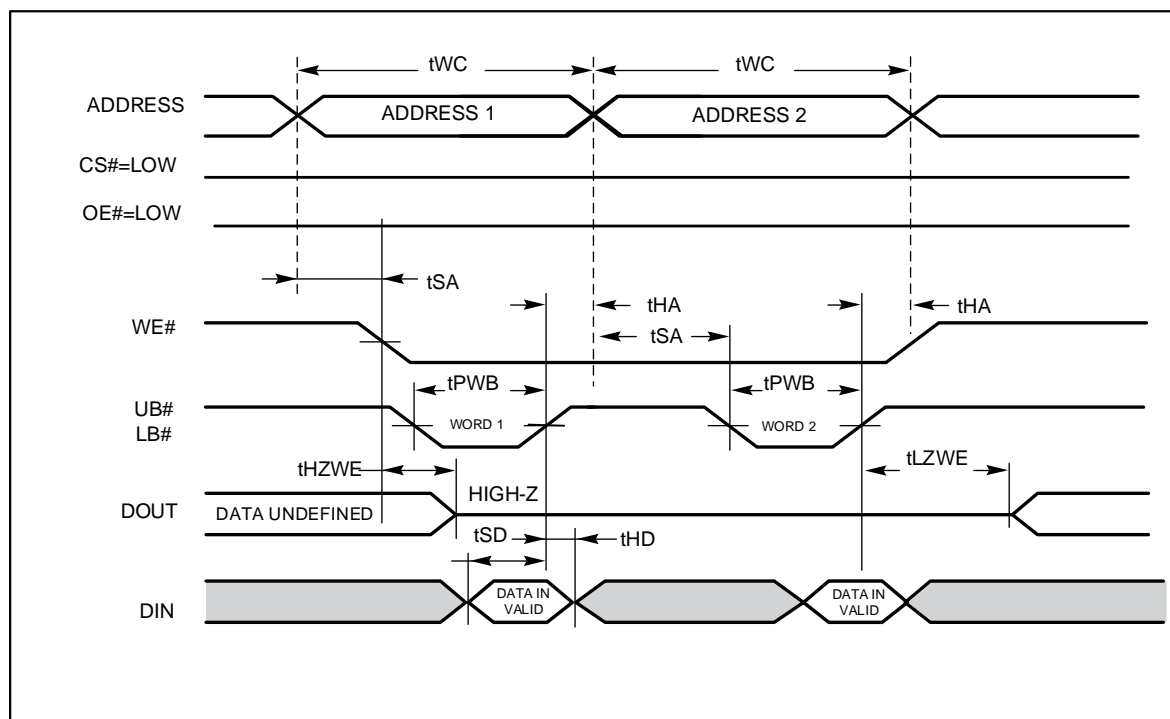 tWC tWC
ADDRESS ADDRESS 1 ADDRESS 2
CS#=LOW
OE#=LOW
tSA
tHA tHA
WE# tSA
tPWB tPWB
UB#
LB# WORD 1 WORD 2
tHZWE tLZWE
HIGH-Z
DOUT DATA UNDEFINED
tSD tHD
DIN DATA IN VALID DATA IN VALID